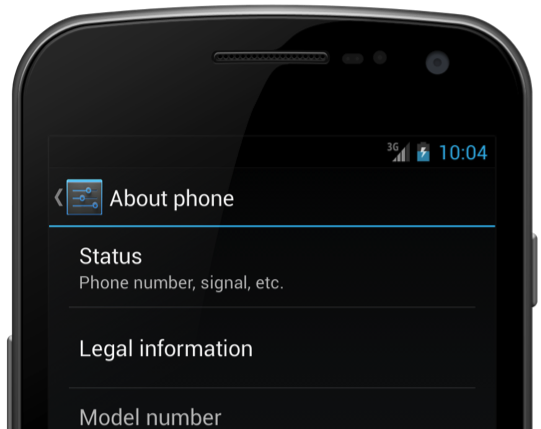 3G 10:04
About phone
Status
Phone number, signal, etc.
Legal information
Model number